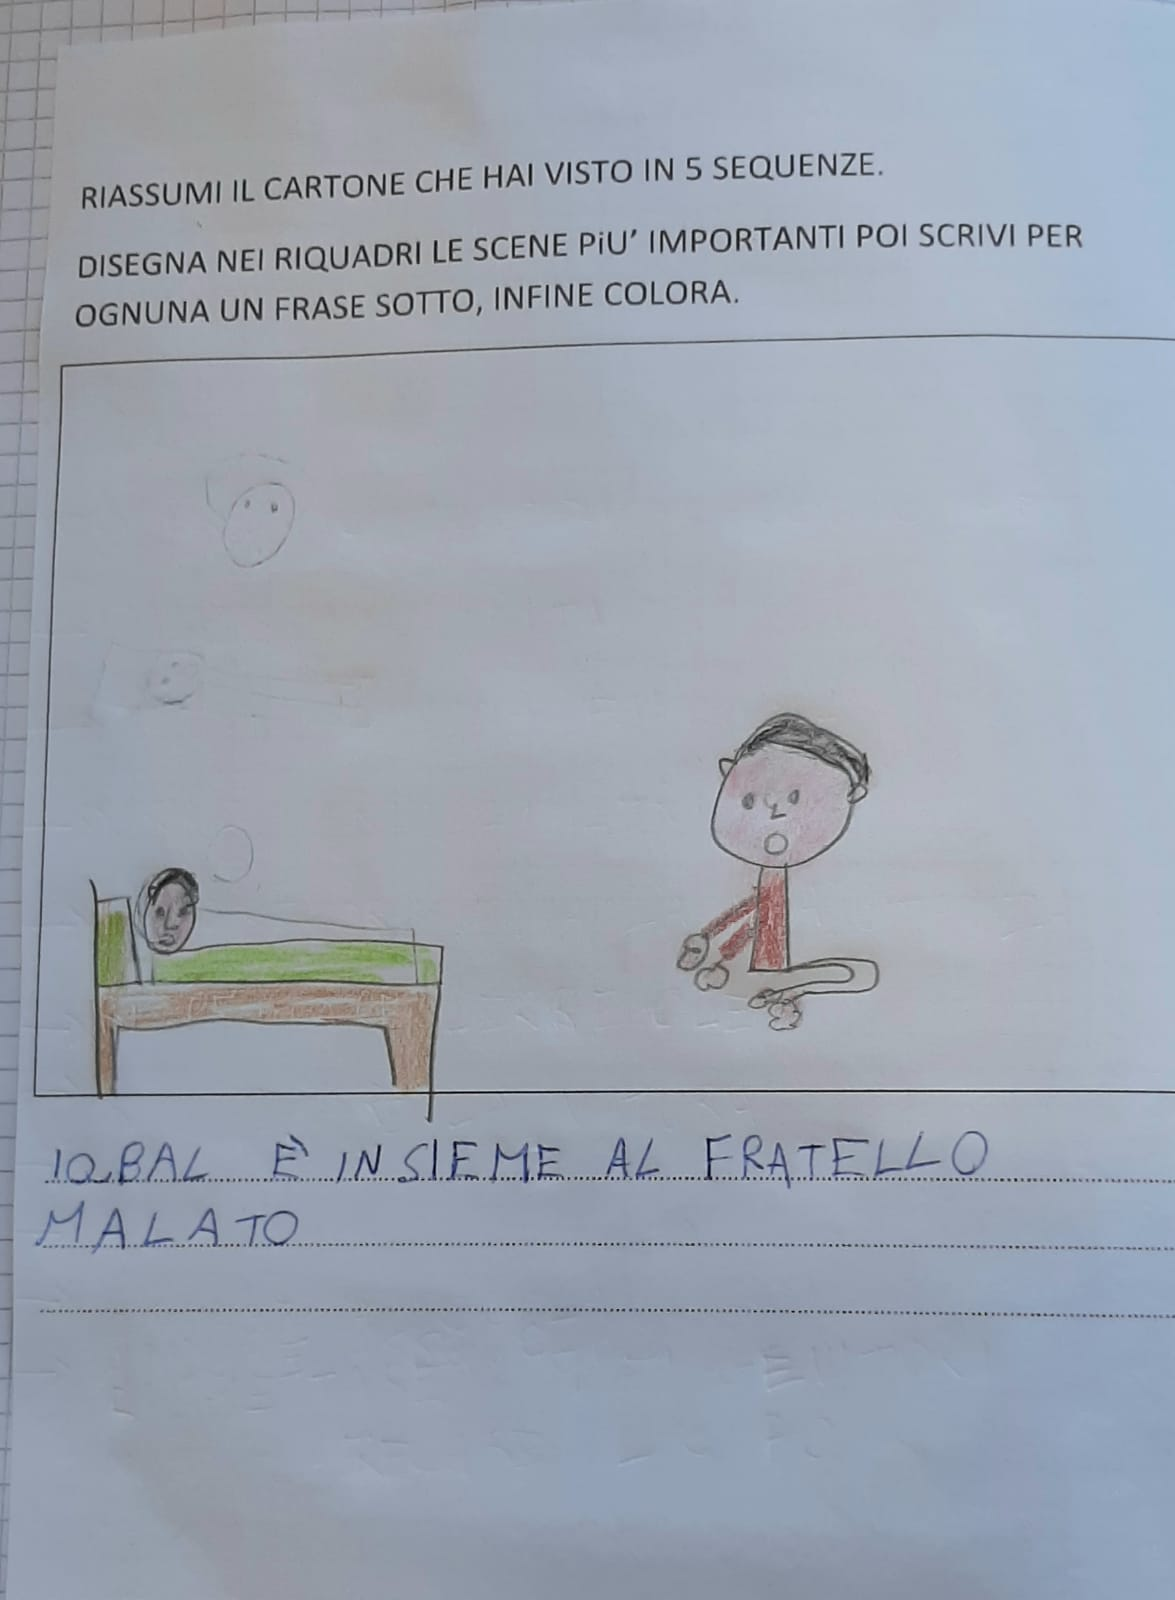 RIASSUMI IL CARTONE CHE HAI VISTO IN 5 SEQUENZE.
DISEGNA NEI RIQUADRI LE SCENE PiU' IMPORTANTI POI SCRIVI PER
OGNUNA UN FRASE SOTTO, INFINE COLORA.
IQBAL È INSIEME AL FRATELLO
MALATO